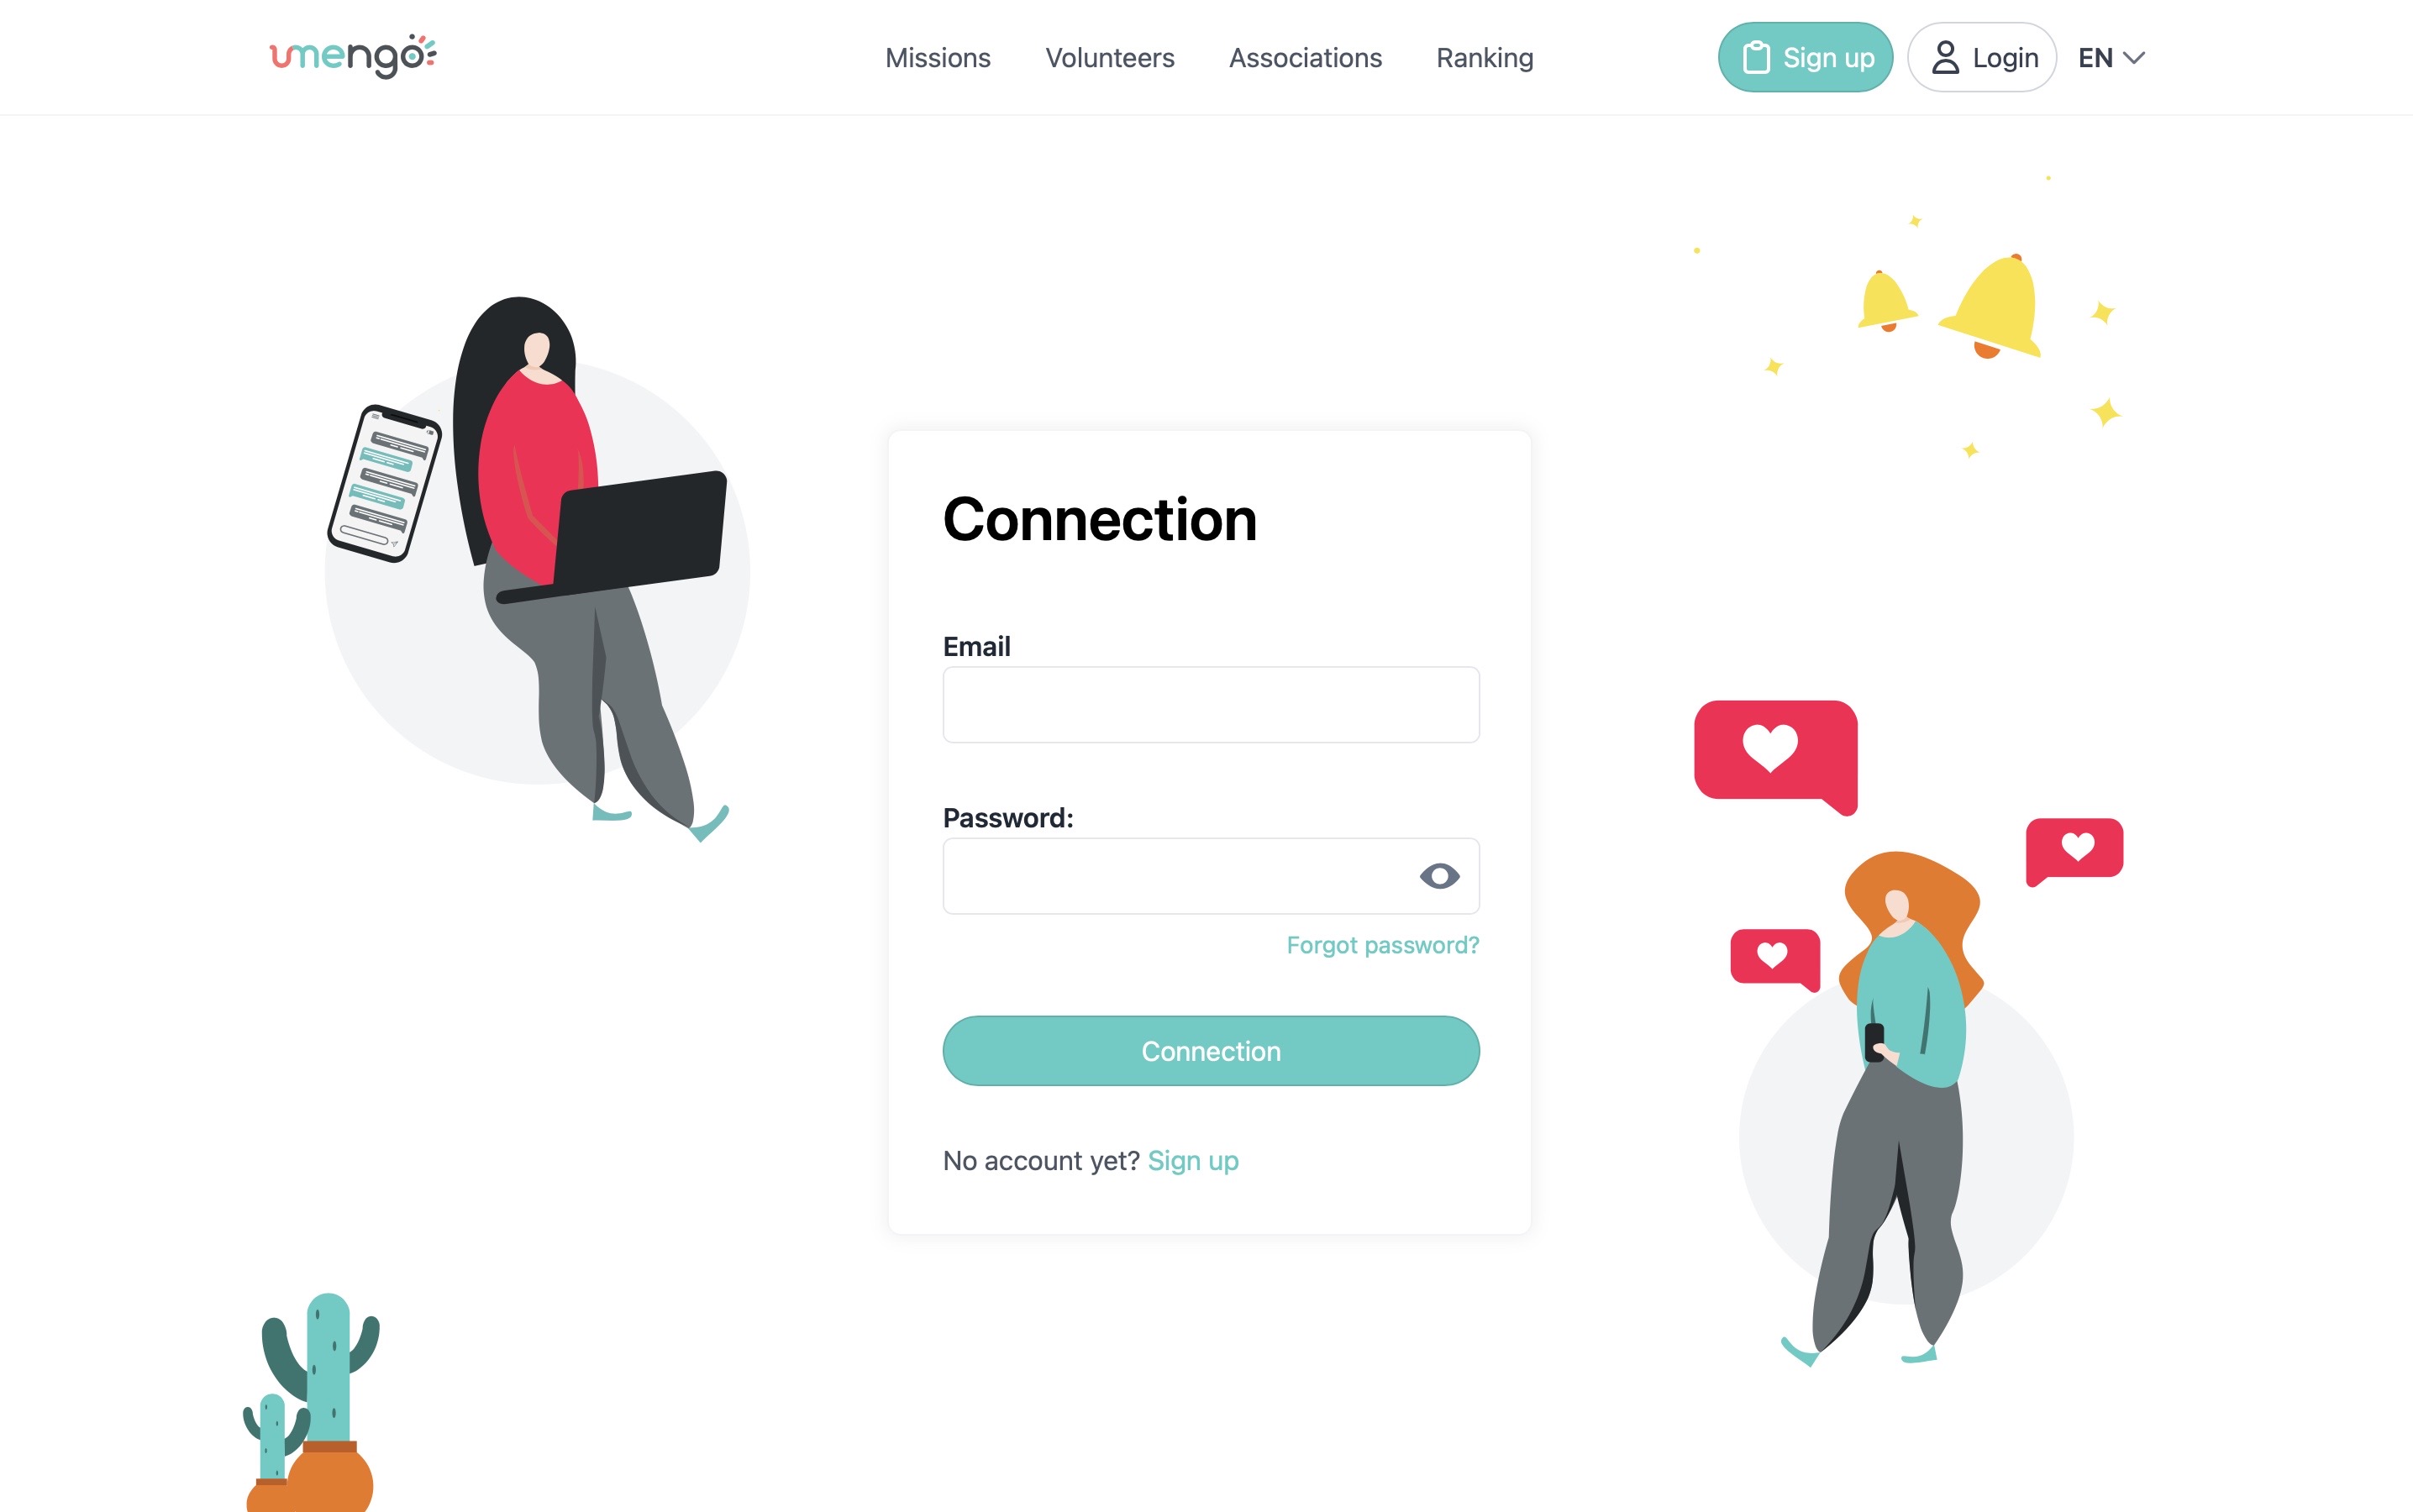 umengo
Missions Volunteers Associations Ranking Sign up Login EN
Connection
Email
Password:
Forgot password?
Connection
No account yet? Sign up